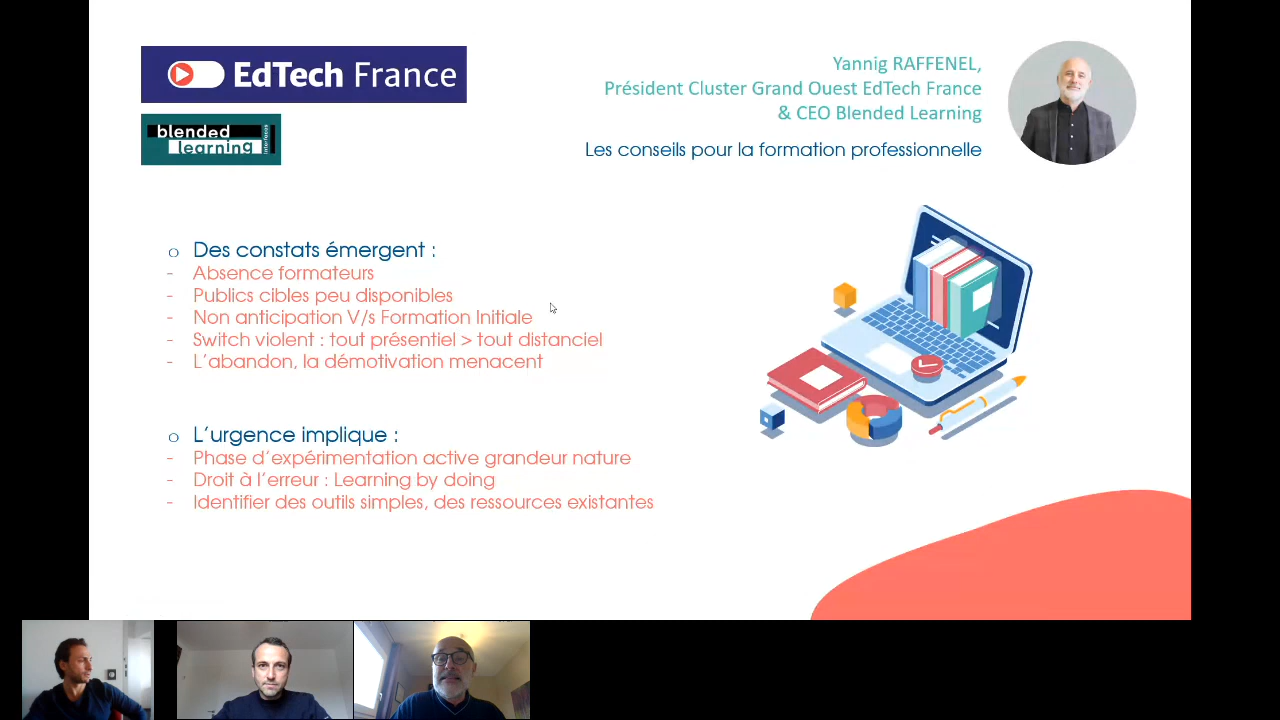 EdTech France
blended
learning
Yannig RAFFENEL,
Président Cluster Grand Ouest EdTech France
& CEO Blended Learning
Les conseils pour la formation professionnelle
o Des constats émergent :
- Absence formateurs
- Publics cibles peu disponibles
- Non anticipation V/s Formation Initiale
- Switch violent : tout présentiel > tout distanciel
- L'abandon, la démotivation menacent
o L'urgence implique :
- Phase d'expérimentation active grandeur nature
- Droit à l'erreur : Learning by doing
- Identifier des outils simples, des ressources existantes